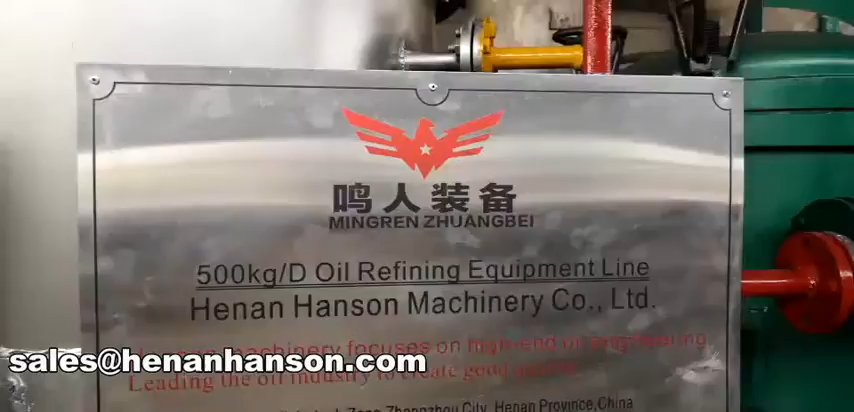 鸣人装备
MINGREN ZHUANGBEI
500kg/D Oil Refining Equipment Line
Henan Hanson Machinery Co., Ltd.
machinery focuses on high-end oil engineering
sales@henanhanson.com
Leading the oil industry to create good
Zone, Zhengzhou City, Henan Province,China